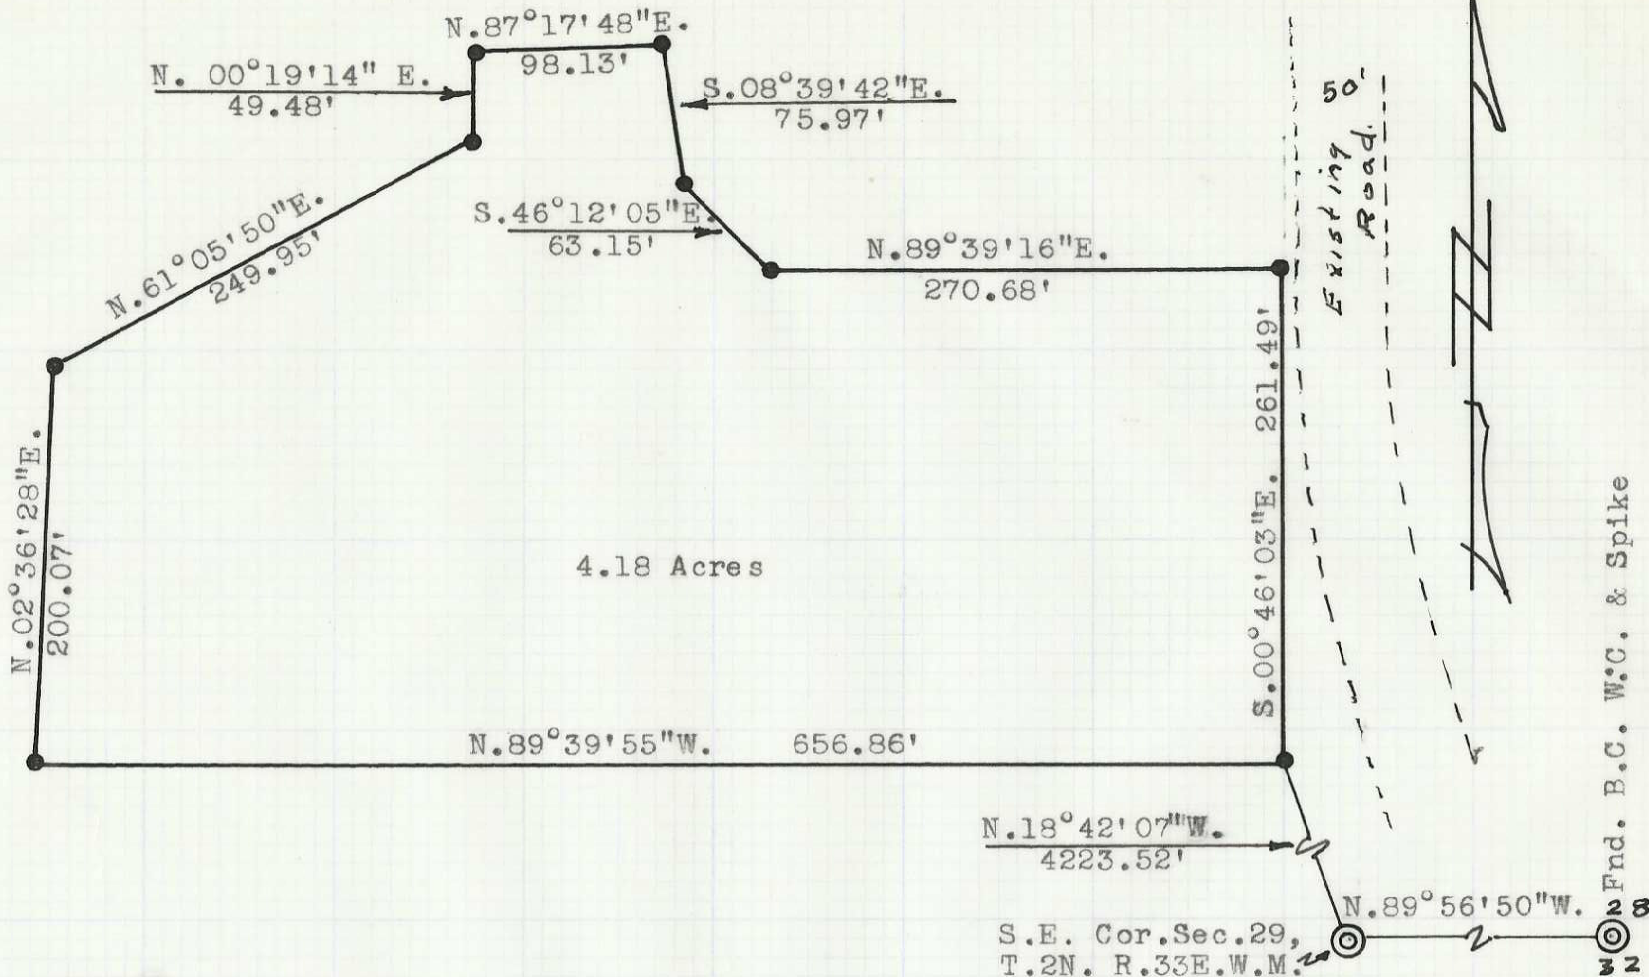 N.87°17'48"E.
98.13'
N. 00°19'14" E.
49.48'
S.08°39'42"E.
75.97'
50'
Existing
Road.
N.61°05'50"E.
249.95'
S.46°12'05"E.
63.15'
N.89°39'16"E.
270.68'
N.02°36'28"E.
200.07'
4.18 Acres
S.00°46'03"E. 261.49'
N
N.89°39'55"W. 656.86'
N.18°42'07"W.
4223.52'
N.89°56'50"W.
S.E. Cor.Sec.29,
T.2N. R.33E.W.M.
Fnd. B.C. W.C. & Spike
28
32